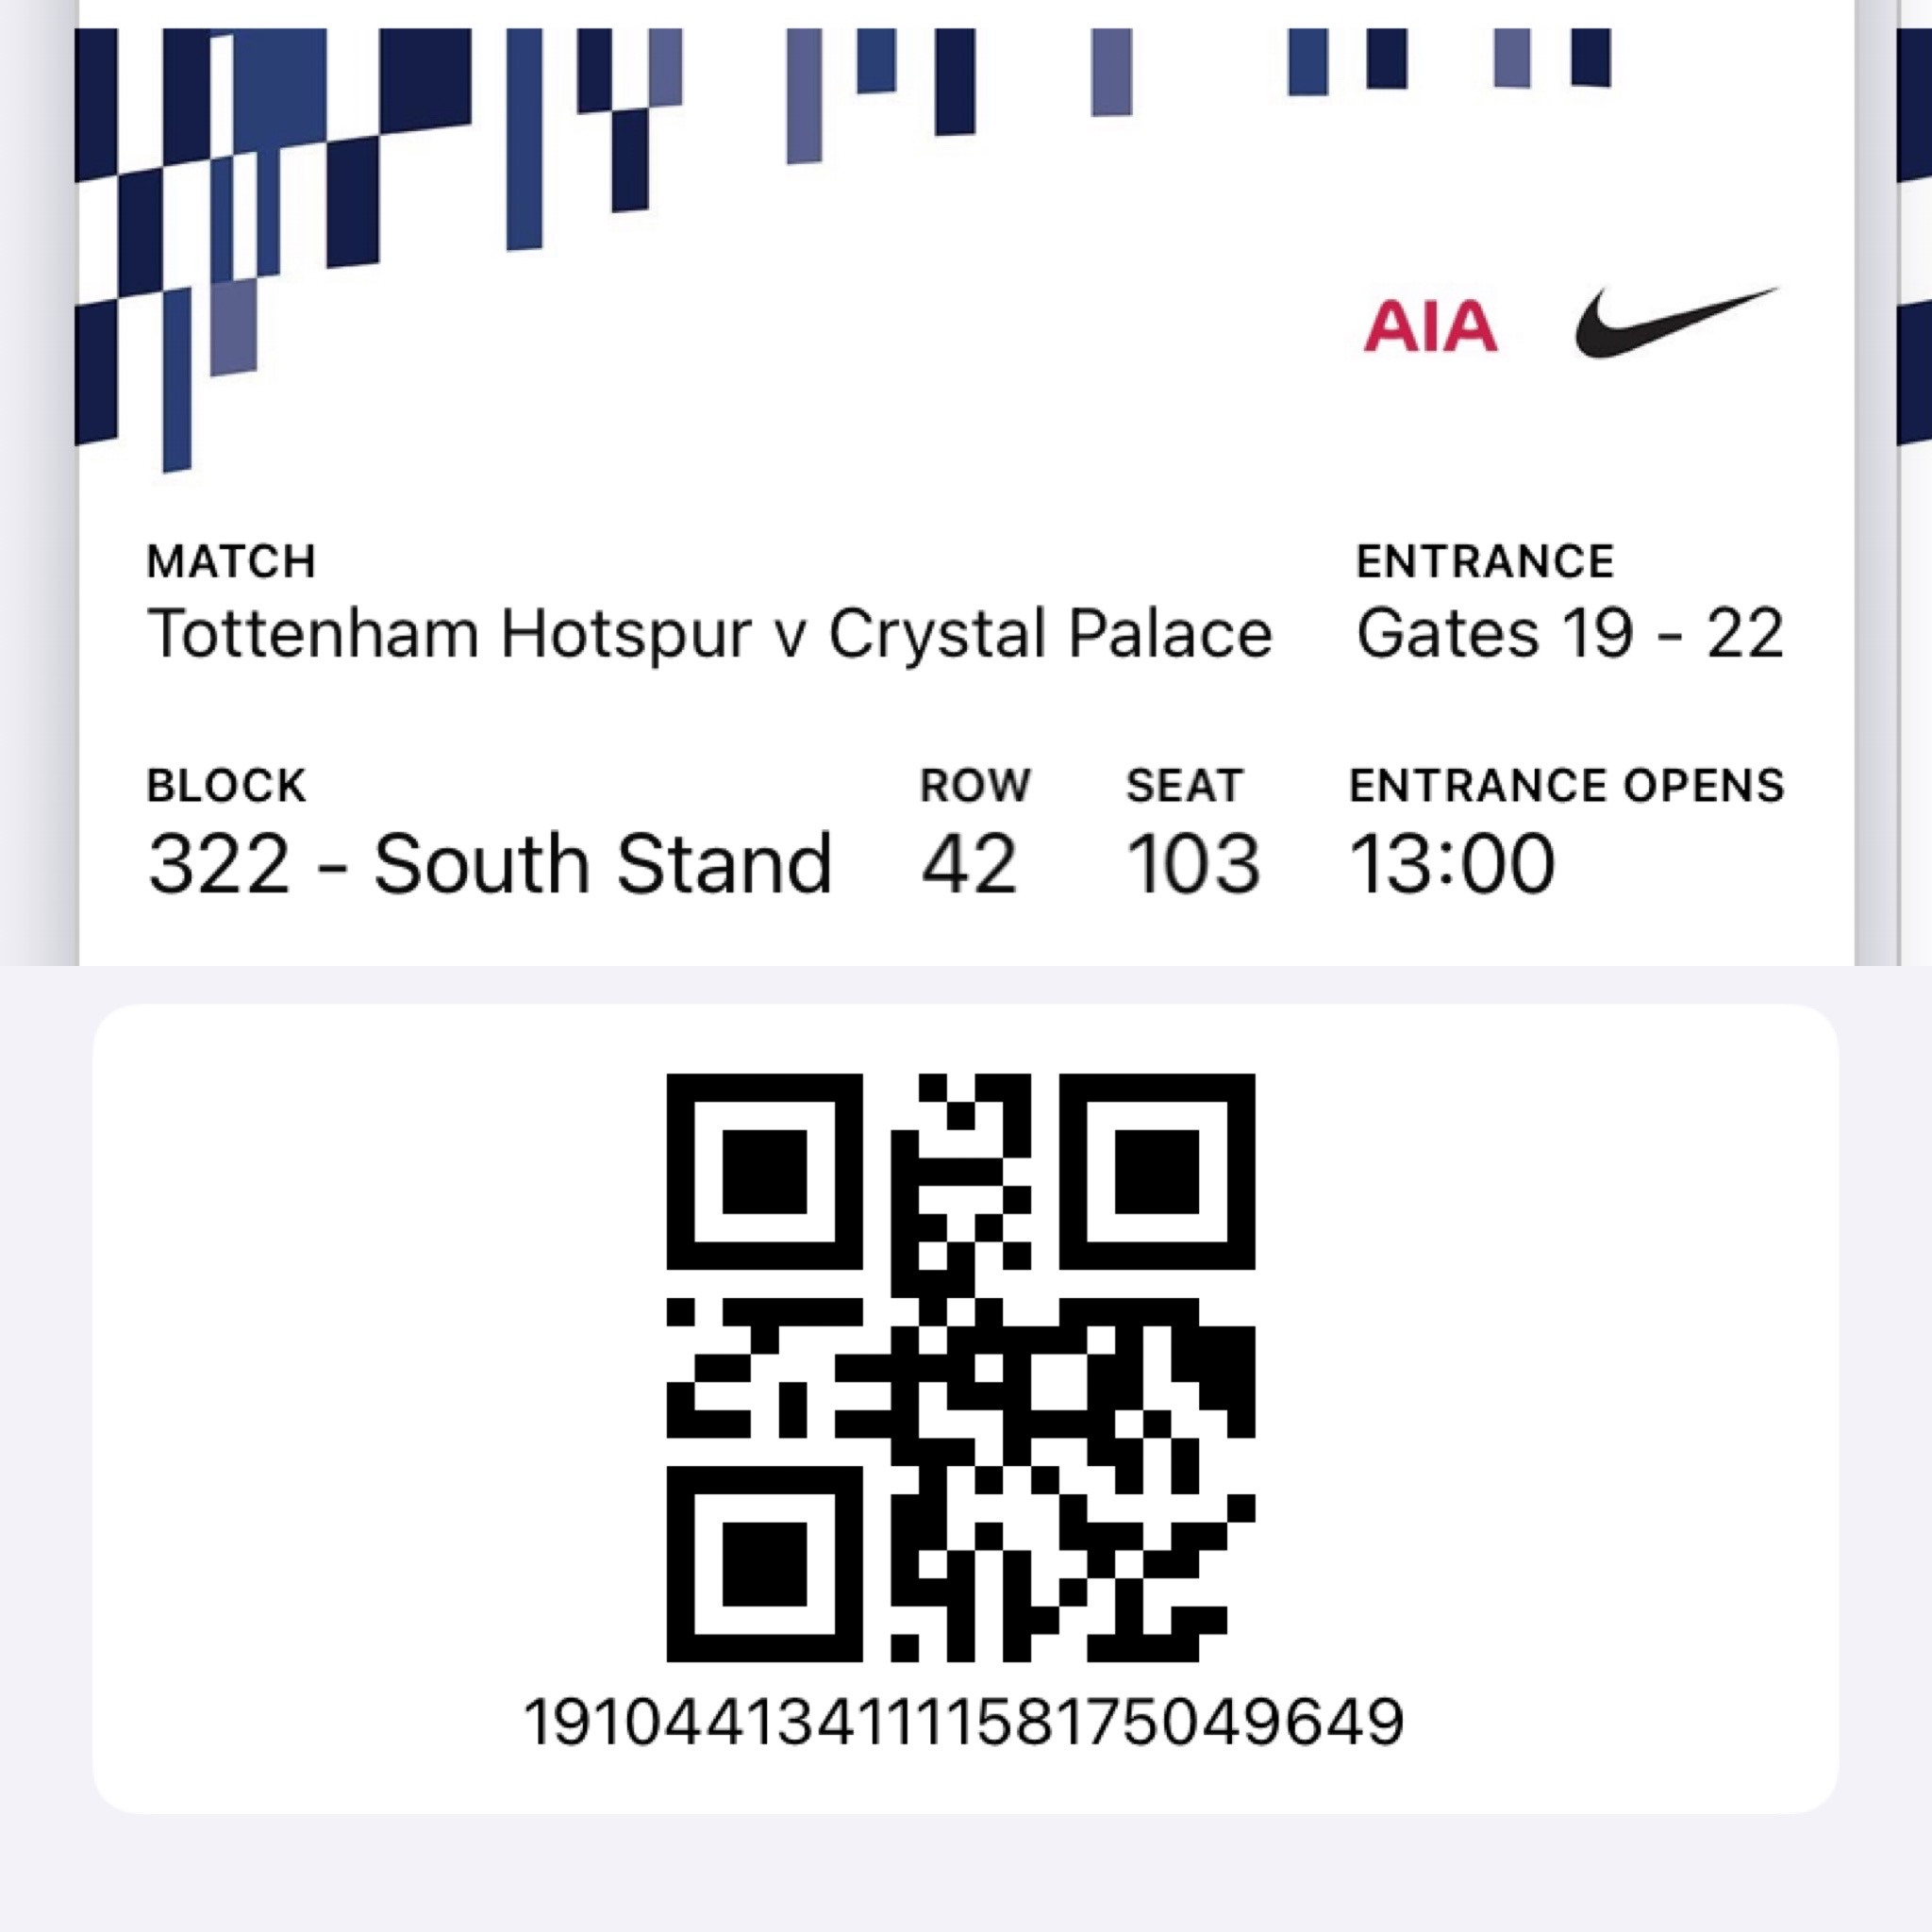 AIA
MATCH ENTRANCE
Tottenham Hotspur v Crystal Palace Gates 19 - 22
BLOCK ROW SEAT ENTRANCE OPENS
322 - South Stand 42 103 13:00
1910441341111158175049649